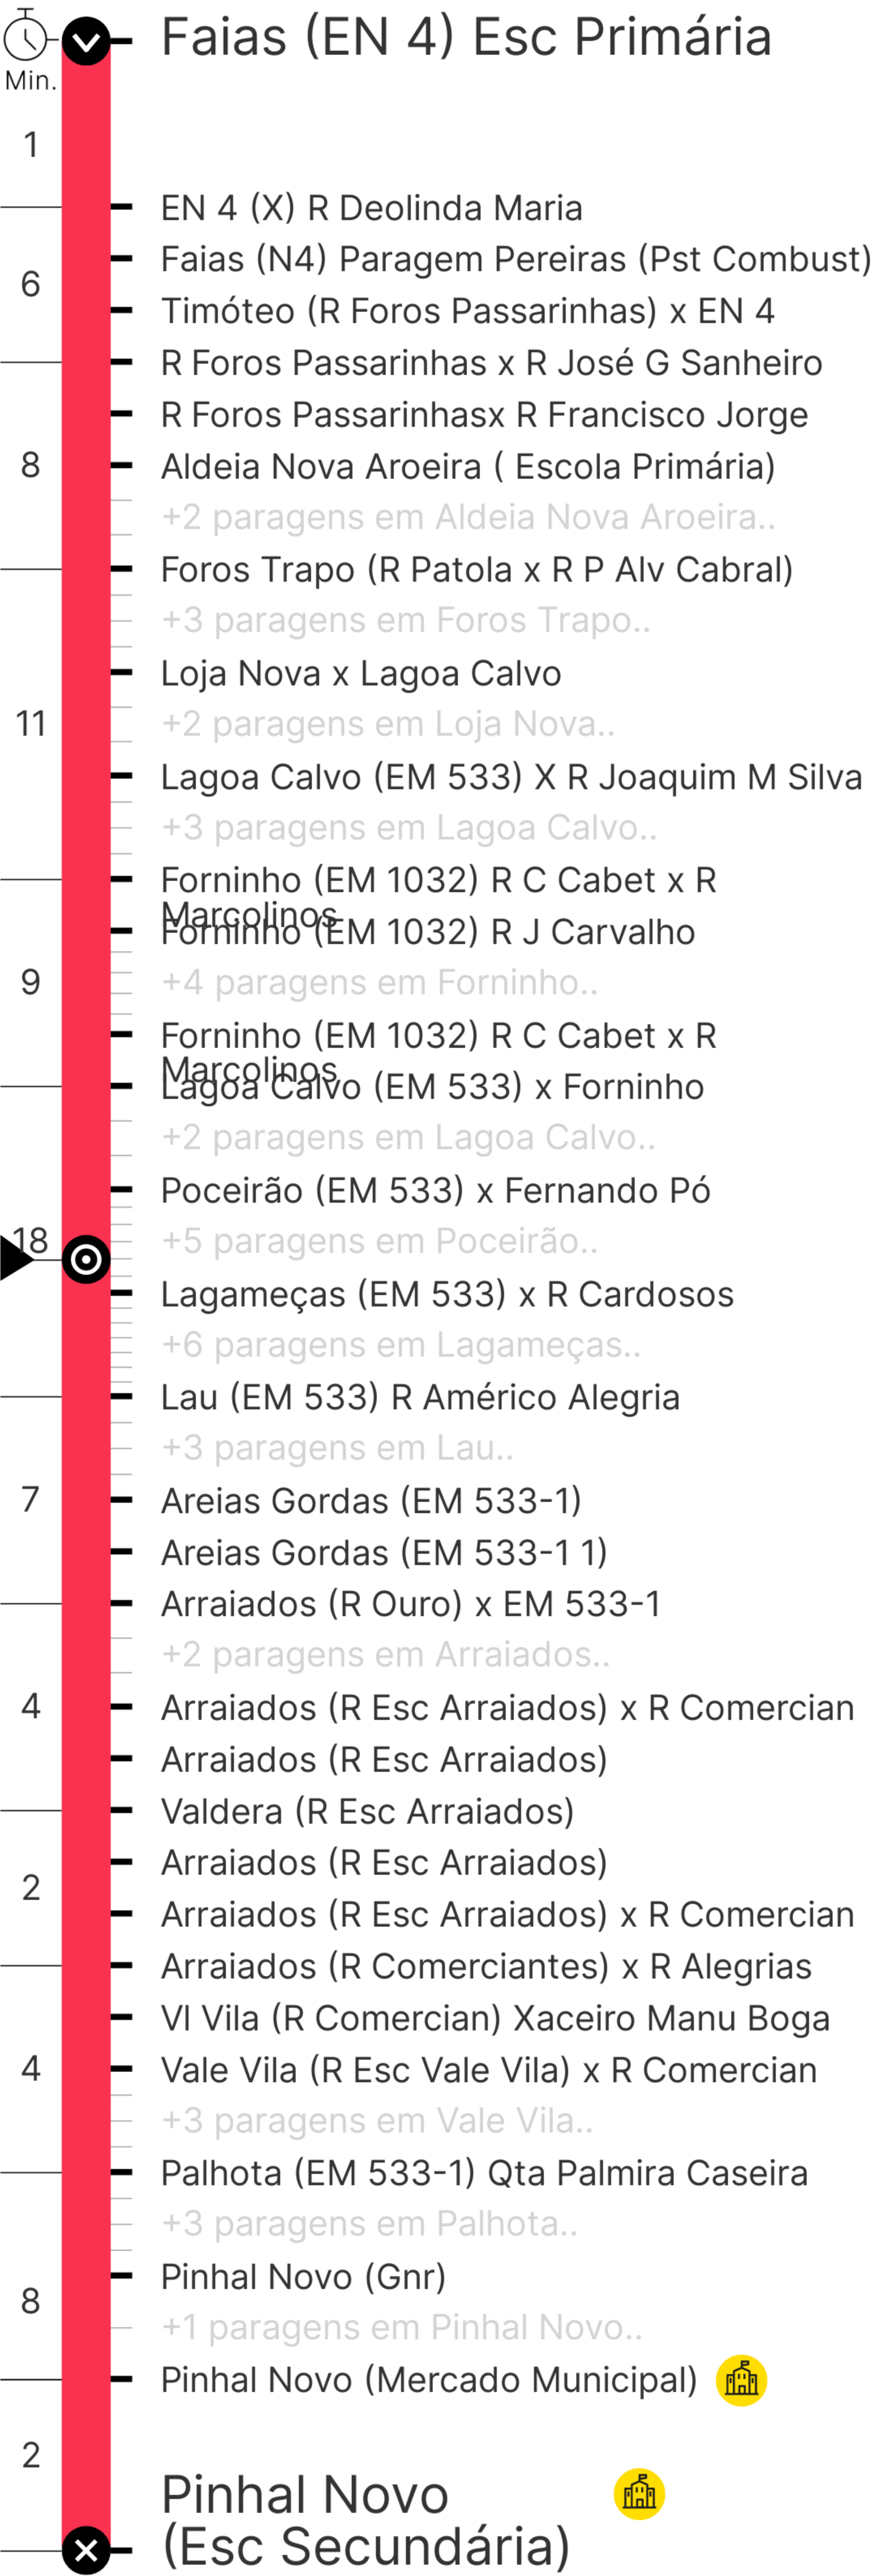 Faias (EN 4) Esc Primária
Min.
1
EN 4 (X) R Deolinda Maria
Faias (N4) Paragem Pereiras (Pst Combust)
6
Timóteo (R Foros Passarinhas) x EN 4
R Foros Passarinhas x R José G Sanheiro
R Foros Passarinhasx R Francisco Jorge
8
Aldeia Nova Aroeira ( Escola Primária)
+2 paragens em Aldeia Nova Aroeira..
Foros Trapo (R Patola x R P Alv Cabral)
+3 paragens em Foros Trapo..
Loja Nova x Lagoa Calvo
11
+2 paragens em Loja Nova..
Lagoa Calvo (EM 533) X R Joaquim M Silva
+3 paragens em Lagoa Calvo..
Forninho (EM 1032) R C Cabet x R
Marcolinos
Forninho (EM 1032) R J Carvalho
9
+4 paragens em Forninho..
Forninho (EM 1032) R C Cabet x R
Marcolinos
Lagoa Calvo (EM 533) x Forninho
+2 paragens em Lagoa Calvo..
Poceirão (EM 533) x Fernando Pó
18
+5 paragens em Poceirão..
Lagameças (EM 533) x R Cardosos
+6 paragens em Lagameças..
Lau (EM 533) R Américo Alegria
+3 paragens em Lau..
7
Areias Gordas (EM 533-1)
Areias Gordas (EM 533-1 1)
Arraiados (R Ouro) x EM 533-1
+2 paragens em Arraiados..
4
Arraiados (R Esc Arraiados) x R Comercian
Arraiados (R Esc Arraiados)
Valdera (R Esc Arraiados)
Arraiados (R Esc Arraiados)
2
Arraiados (R Esc Arraiados) x R Comercian
Arraiados (R Comerciantes) x R Alegrias
Vl Vila (R Comercian) Xaceiro Manu Boga
4
Vale Vila (R Esc Vale Vila) x R Comercian
+3 paragens em Vale Vila..
Palhota (EM 533-1) Qta Palmira Caseira
+3 paragens em Palhota..
Pinhal Novo (Gnr)
8
+1 paragens em Pinhal Novo..
Pinhal Novo (Mercado Municipal)
2
Pinhal Novo
(Esc Secundária)